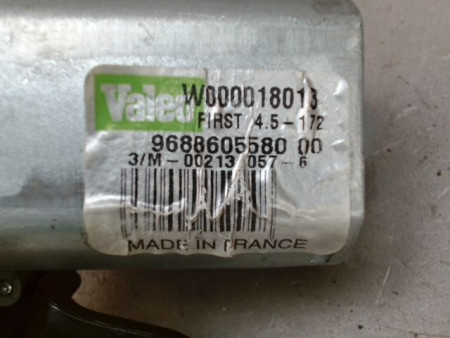 Valeo W000018013
FIRST 4.5-172
9688605580 00
3/M-00213 057-6
MADE IN FRANCE